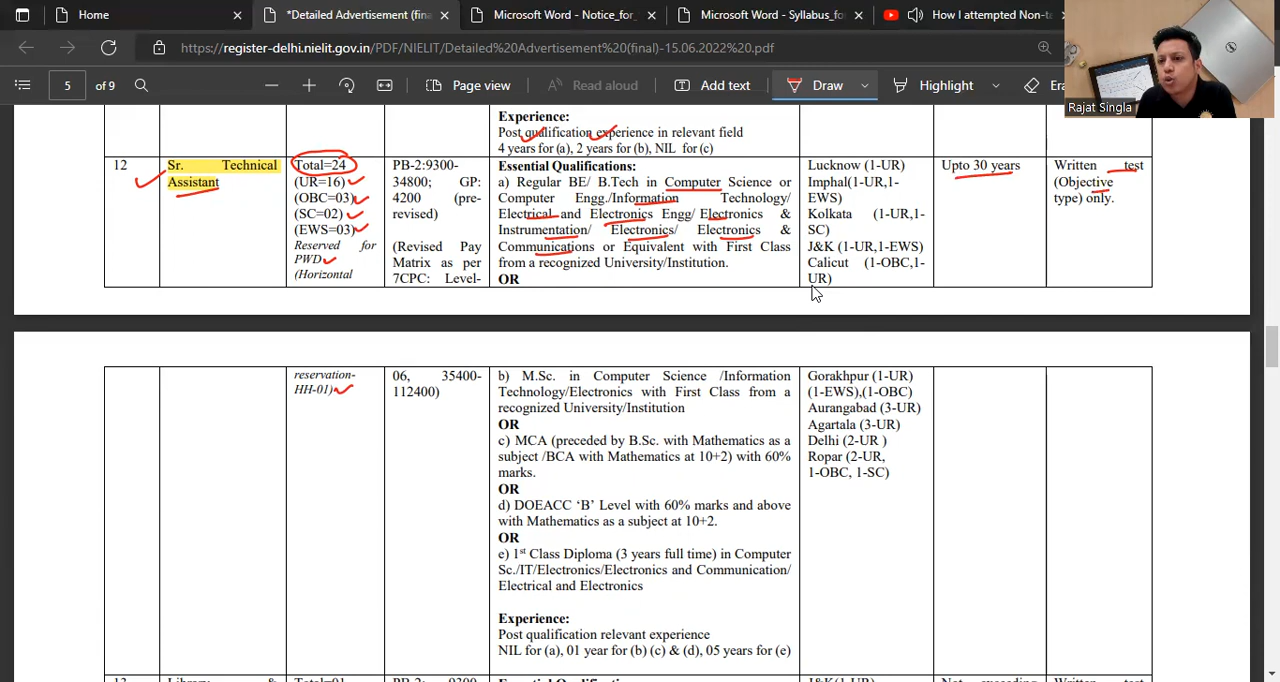 Home
*Detailed Advertisement (fina
Microsoft Word - Notice_for_
Microsoft Word - Syllabus_fo
How I attempted Non-te
https://register-delhi.nielit.gov.in/PDF/NIELIT/Detailed%20Advertisement%20(final)-15.06.2022%20.pdf
5 of 9
Page view
Read aloud
Add text
Draw
Highlight
Era
Rajat Singla
Experience:
Post qualification experience in relevant field
4 years for (a), 2 years for (b), NIL for (c)
12
Sr. Technical
Assistant
Total=24
(UR=16)
(OBC=03)
(SC=02)
(EWS=03)
Reserved for
PWD
(Horizontal
PB-2:9300-
34800; GP:
4200 (pre-
revised)
(Revised Pay
Matrix as per
7CPC: Level-
Essential Qualifications:
a) Regular BE/ B.Tech in Computer Science or
Computer Engg./Information Technology/
Electrical and Electronics Engg/ Electronics &
Instrumentation/ Electronics/ Electronics &
Communications or Equivalent with First Class
from a recognized University/Institution.
OR
Lucknow (1-UR)
Imphal(1-UR,1-
EWS)
Kolkata (1-UR,1-
SC)
J&K (1-UR,1-EWS)
Calicut (1-OBC,1-
UR)
Upto 30 years
Written test
(Objective
type) only.
reservation-
HH-01)
06, 35400-
112400)
b) M.Sc. in Computer Science /Information
Technology/Electronics with First Class from a
recognized University/Institution
OR
c) MCA (preceded by B.Sc. with Mathematics as a
subject /BCA with Mathematics at 10+2) with 60%
marks.
OR
d) DOEACC ‘B’ Level with 60% marks and above
with Mathematics as a subject at 10+2.
OR
e) 1st Class Diploma (3 years full time) in Computer
Sc./IT/Electronics/Electronics and Communication/
Electrical and Electronics
Experience:
Post qualification relevant experience
NIL for (a), 01 year for (b) (c) & (d), 05 years for (e)
Gorakhpur (1-UR)
(1-EWS),(1-OBC)
Aurangabad (3-UR)
Agartala (3-UR)
Delhi (2-UR )
Ropar (2-UR,
1-OBC, 1-SC)